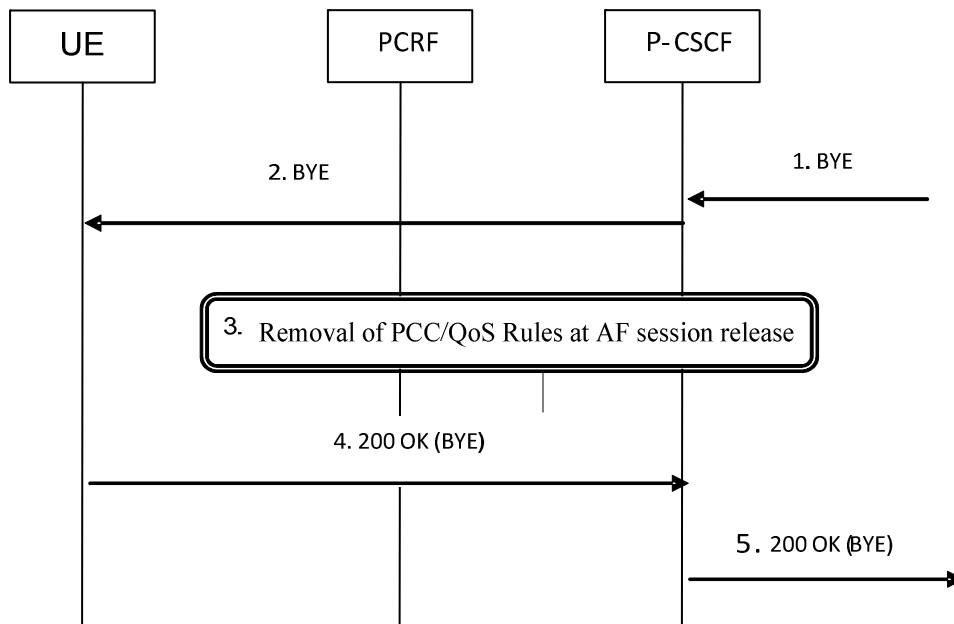 UE
PCRF
P-CSCF
1. BYE
2. BYE
3. Removal of PCC/QoS Rules at AF session release
4. 200 OK (BYE)
5. 200 OK (BYE)